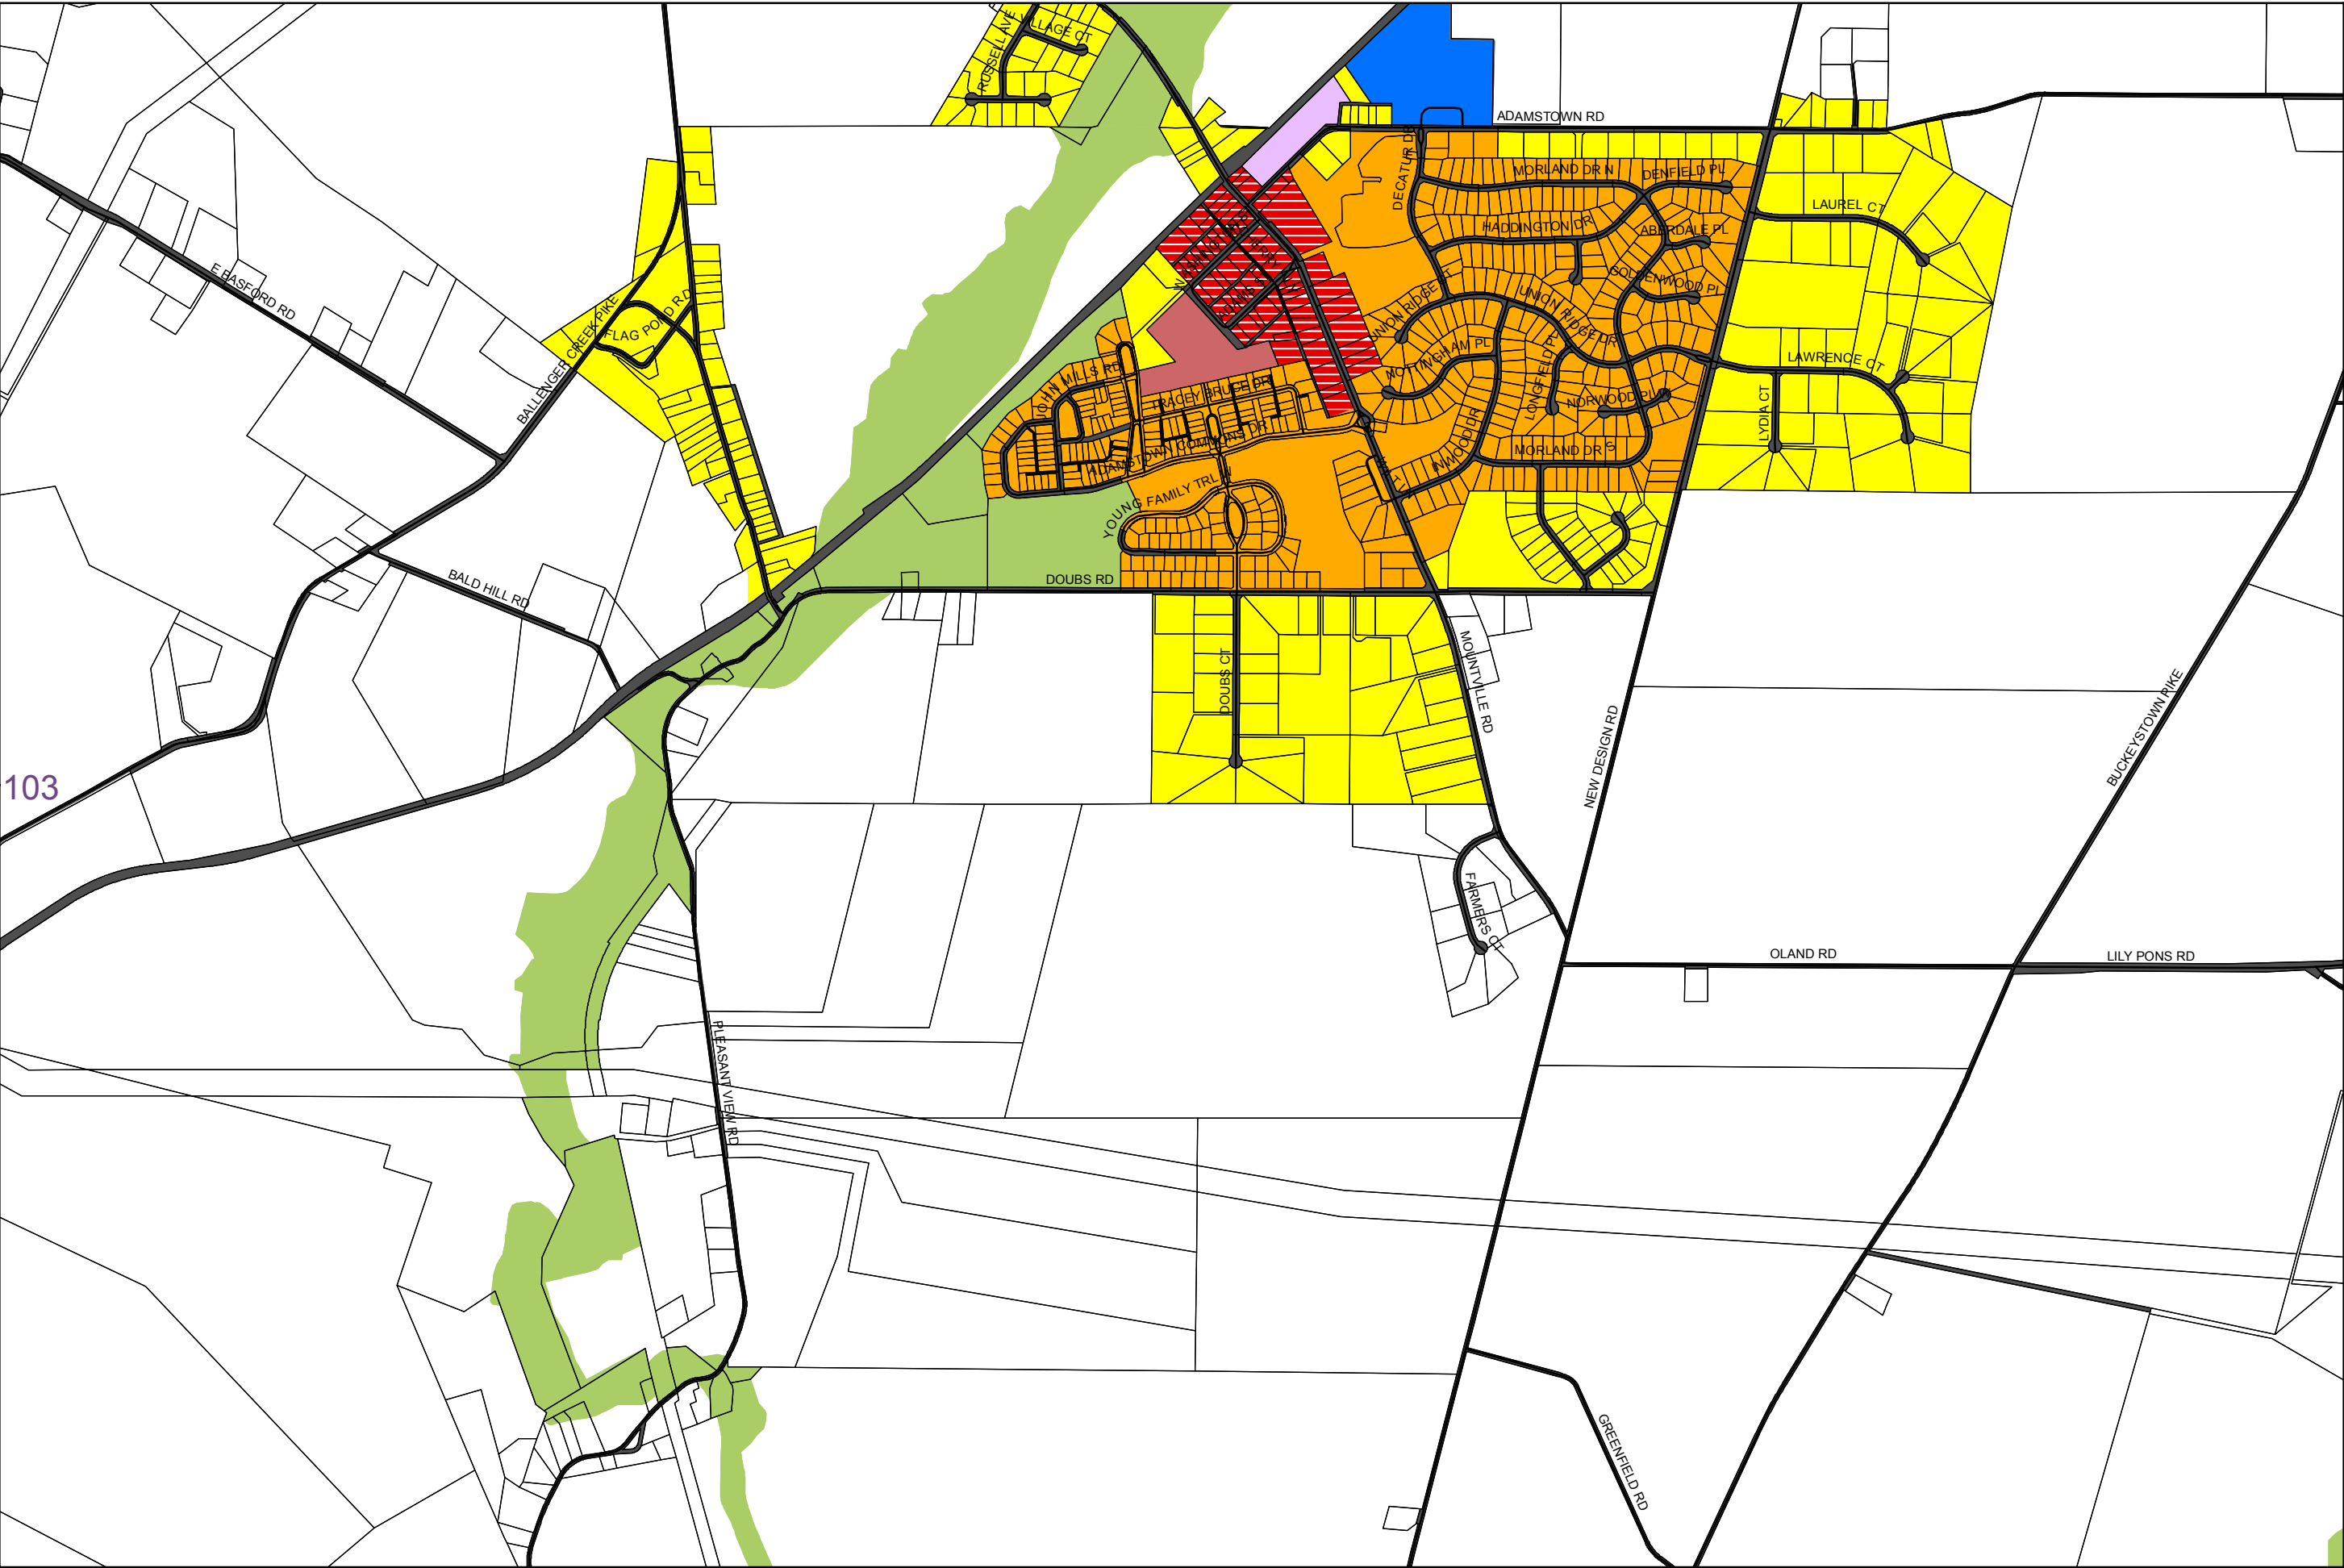 VILLAGE CT
RUSSELL AVE
ADAMSTOWN RD
DECATUR DR
MORLAND DR N
DENFIELD PL
LAUREL CT
HADDINGTON DR
ABERDALE PL
E BASFORD RD
GOLDENWOOD PL
BALLENGER CREEK PIKE
FLAG POND RD
UNION RIDGE CT
UNION RIDGE DR
NOTTINGHAM PL
LONGFIELD PL
LAWRENCE CT
JOHN MILLS RD
TRACEY BRUCE DR
NORWOOD PL
LYDIA CT
ADAMSTOWN COMMONS DR
INWOOD DR
MORLAND DR S
YOUNG FAMILY TRL W
BALD HILL RD
DOUBS RD
DOUBS CT
MOUNTVILLE RD
NEW DESIGN RD
BUCKEYSTOWN PIKE
103
FARMERS CT
OLAND RD
LILY PONS RD
PLEASANT VIEW RD
GREENFIELD RD